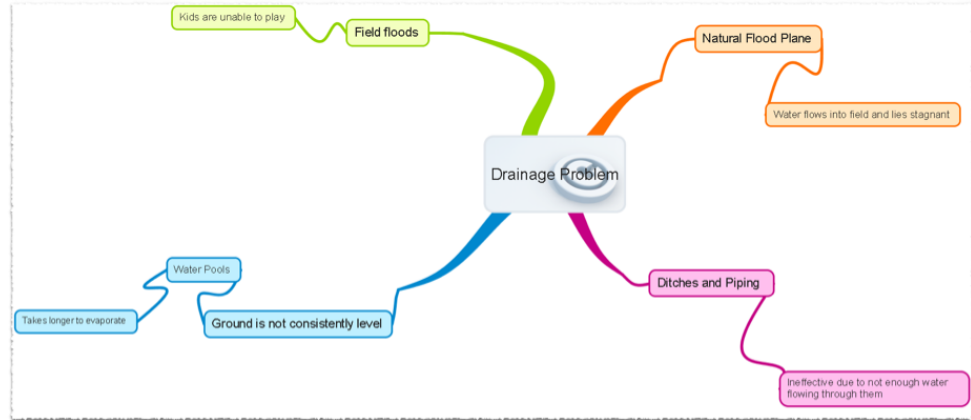 Kids are unable to play
Field floods
Natural Flood Plane
Water flows into field and lies stagnant
Drainage Problem
Water Pools
Takes longer to evaporate
Ground is not consistently level
Ditches and Piping
Ineffective due to not enough water
flowing through them